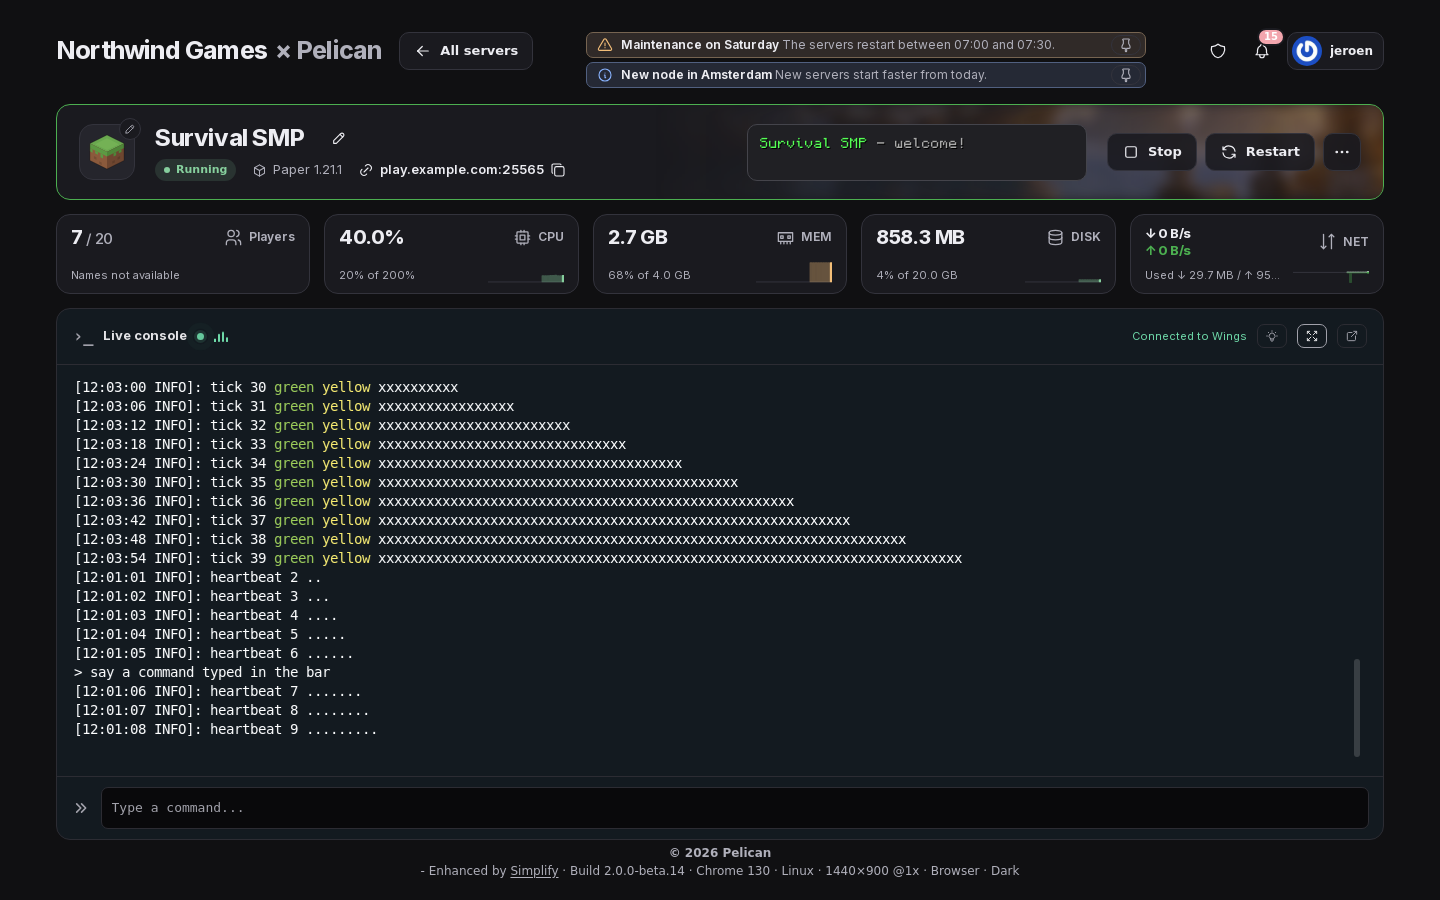 Northwind Games × Pelican
All servers
Maintenance on Saturday The servers restart between 07:00 and 07:30.
New node in Amsterdam New servers start faster from today.
15
jeroen
Survival SMP
Running
Paper 1.21.1
play.example.com:25565
Survival SMP - welcome!
Stop
Restart
7 / 20
Players
Names not available
40.0%
CPU
20% of 200%
2.7 GB
MEM
68% of 4.0 GB
858.3 MB
DISK
4% of 20.0 GB
↓ 0 B/s
↑ 0 B/s
NET
Used ↓ 29.7 MB / ↑ 95...
Live console
Connected to Wings
[12:03:00 INFO]: tick 30 green yellow xxxxxxxxxx
[12:03:06 INFO]: tick 31 green yellow xxxxxxxxxxxxxxxxx
[12:03:12 INFO]: tick 32 green yellow xxxxxxxxxxxxxxxxxxxxxxxx
[12:03:18 INFO]: tick 33 green yellow xxxxxxxxxxxxxxxxxxxxxxxxxxxxxxx
[12:03:24 INFO]: tick 34 green yellow xxxxxxxxxxxxxxxxxxxxxxxxxxxxxxxxxxxxxx
[12:03:30 INFO]: tick 35 green yellow xxxxxxxxxxxxxxxxxxxxxxxxxxxxxxxxxxxxxxxxxxxxx
[12:03:36 INFO]: tick 36 green yellow xxxxxxxxxxxxxxxxxxxxxxxxxxxxxxxxxxxxxxxxxxxxxxxxxxxx
[12:03:42 INFO]: tick 37 green yellow xxxxxxxxxxxxxxxxxxxxxxxxxxxxxxxxxxxxxxxxxxxxxxxxxxxxxxxxxxx
[12:03:48 INFO]: tick 38 green yellow xxxxxxxxxxxxxxxxxxxxxxxxxxxxxxxxxxxxxxxxxxxxxxxxxxxxxxxxxxxxxxxxxx
[12:03:54 INFO]: tick 39 green yellow xxxxxxxxxxxxxxxxxxxxxxxxxxxxxxxxxxxxxxxxxxxxxxxxxxxxxxxxxxxxxxxxxxxxxxxxx
[12:01:01 INFO]: heartbeat 2 ..
[12:01:02 INFO]: heartbeat 3 ...
[12:01:03 INFO]: heartbeat 4 ....
[12:01:04 INFO]: heartbeat 5 .....
[12:01:05 INFO]: heartbeat 6 ......
> say a command typed in the bar
[12:01:06 INFO]: heartbeat 7 .......
[12:01:07 INFO]: heartbeat 8 ........
[12:01:08 INFO]: heartbeat 9 .........
Type a command...
© 2026 Pelican
- Enhanced by Simplify · Build 2.0.0-beta.14 · Chrome 130 · Linux · 1440×900 @1x · Browser · Dark